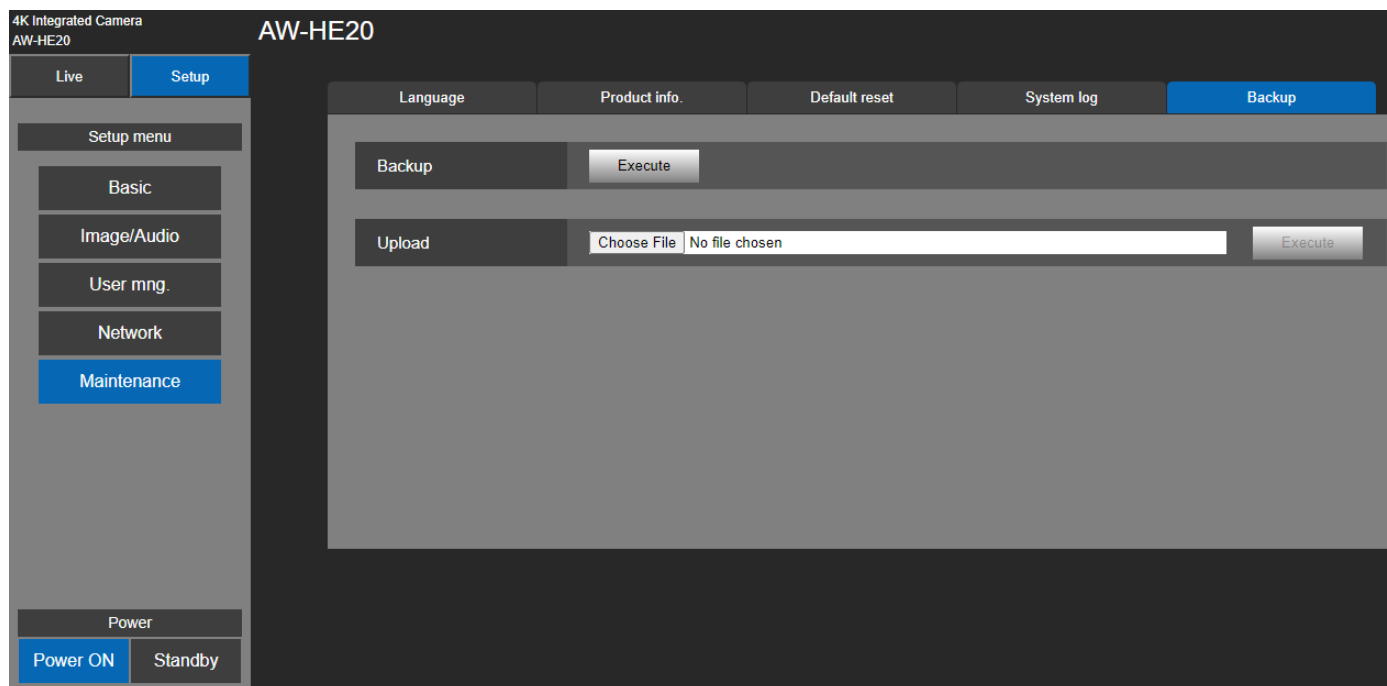 4K Integrated Camera
AW-HE20
AW-HE20
Live Setup
Language Product info. Default reset System log Backup
Setup menu
Basic
Image/Audio
User mng.
Network
Maintenance
Backup Execute
Upload Choose File No file chosen Execute
Power
Power ON Standby